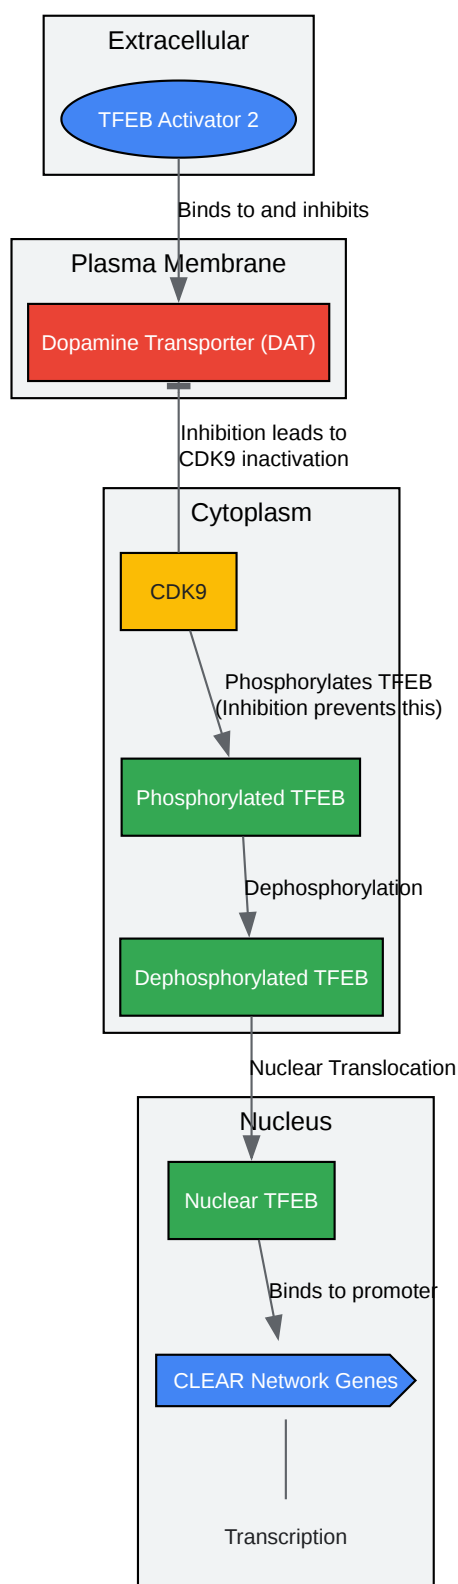 Extracellular
TFEB Activator 2
Binds to and inhibits
Plasma Membrane
Dopamine Transporter (DAT)
Inhibition leads to
CDK9 inactivation
Cytoplasm
CDK9
Phosphorylates TFEB
(Inhibition prevents this)
Phosphorylated TFEB
Dephosphorylation
Dephosphorylated TFEB
Nuclear Translocation
Nucleus
Nuclear TFEB
Binds to promoter
CLEAR Network Genes
Transcription